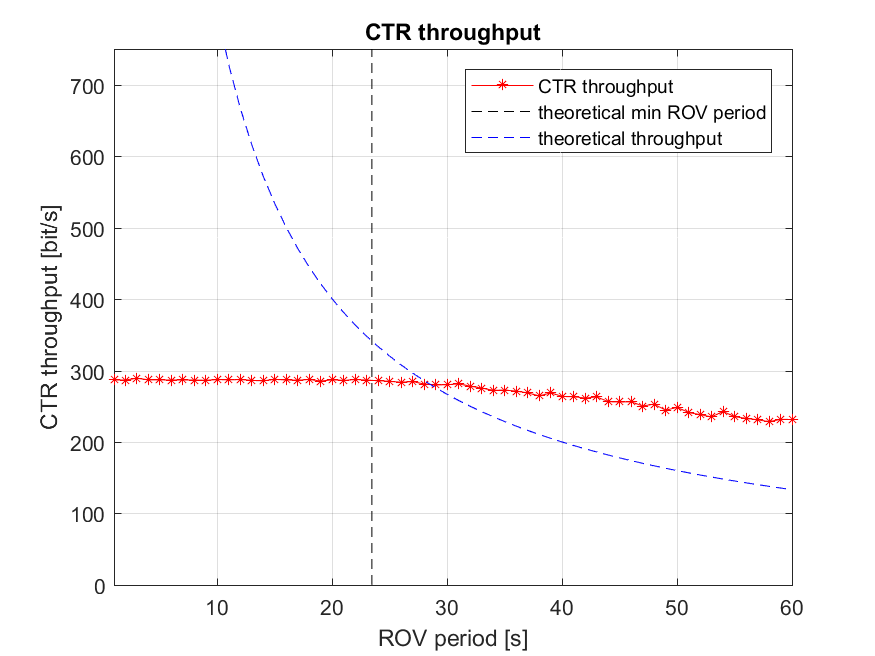 CTR throughput
CTR throughput
theoretical min ROV period
theoretical throughput
CTR throughput [bit/s]
700
600
500
400
300
200
100
0
10 20 30 40 50 60
ROV period [s]